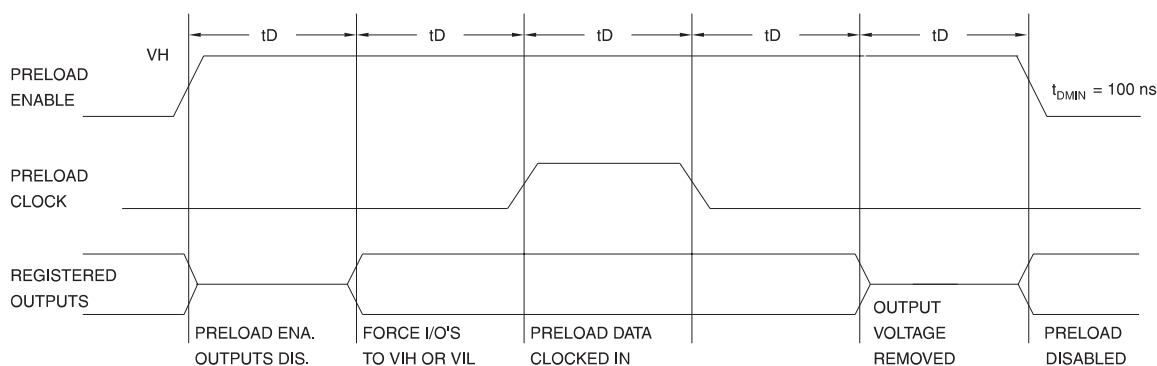 tD tD tD tD tD
VH
PRELOAD
ENABLE
t_DMIN = 100 ns
PRELOAD
CLOCK
REGISTERED
OUTPUTS
PRELOAD ENA.
OUTPUTS DIS.
FORCE I/O'S
TO VIH OR VIL
PRELOAD DATA
CLOCKED IN
OUTPUT
VOLTAGE
REMOVED
PRELOAD
DISABLED